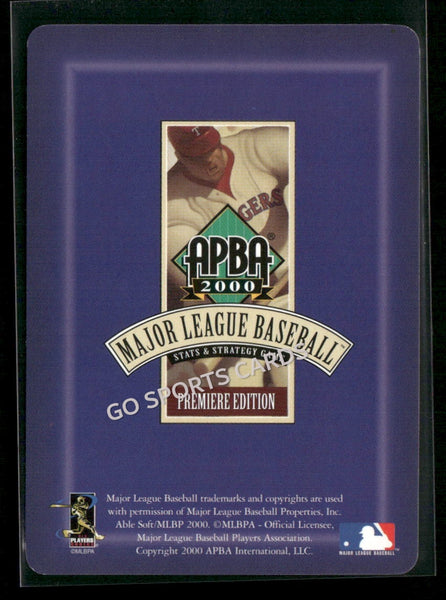 T
GERS
APBA®
2000
MAJOR LEAGUE BASEBALL™
STATS & STRATEGY
GO SPORTS CARDS
PREMIERE EDITION
Major League Baseball trademarks and copyrights are used
with permission of Major League Baseball Properties, Inc.
Able Soft/MLBP 2000. ©MLBPA - Official Licensee,
Major League Baseball Players Association.
Copyright 2000 APBA International, LLC.
PLAYERS
CHOICE
©MLBPA
MAJOR LEAGUE BASEBALL